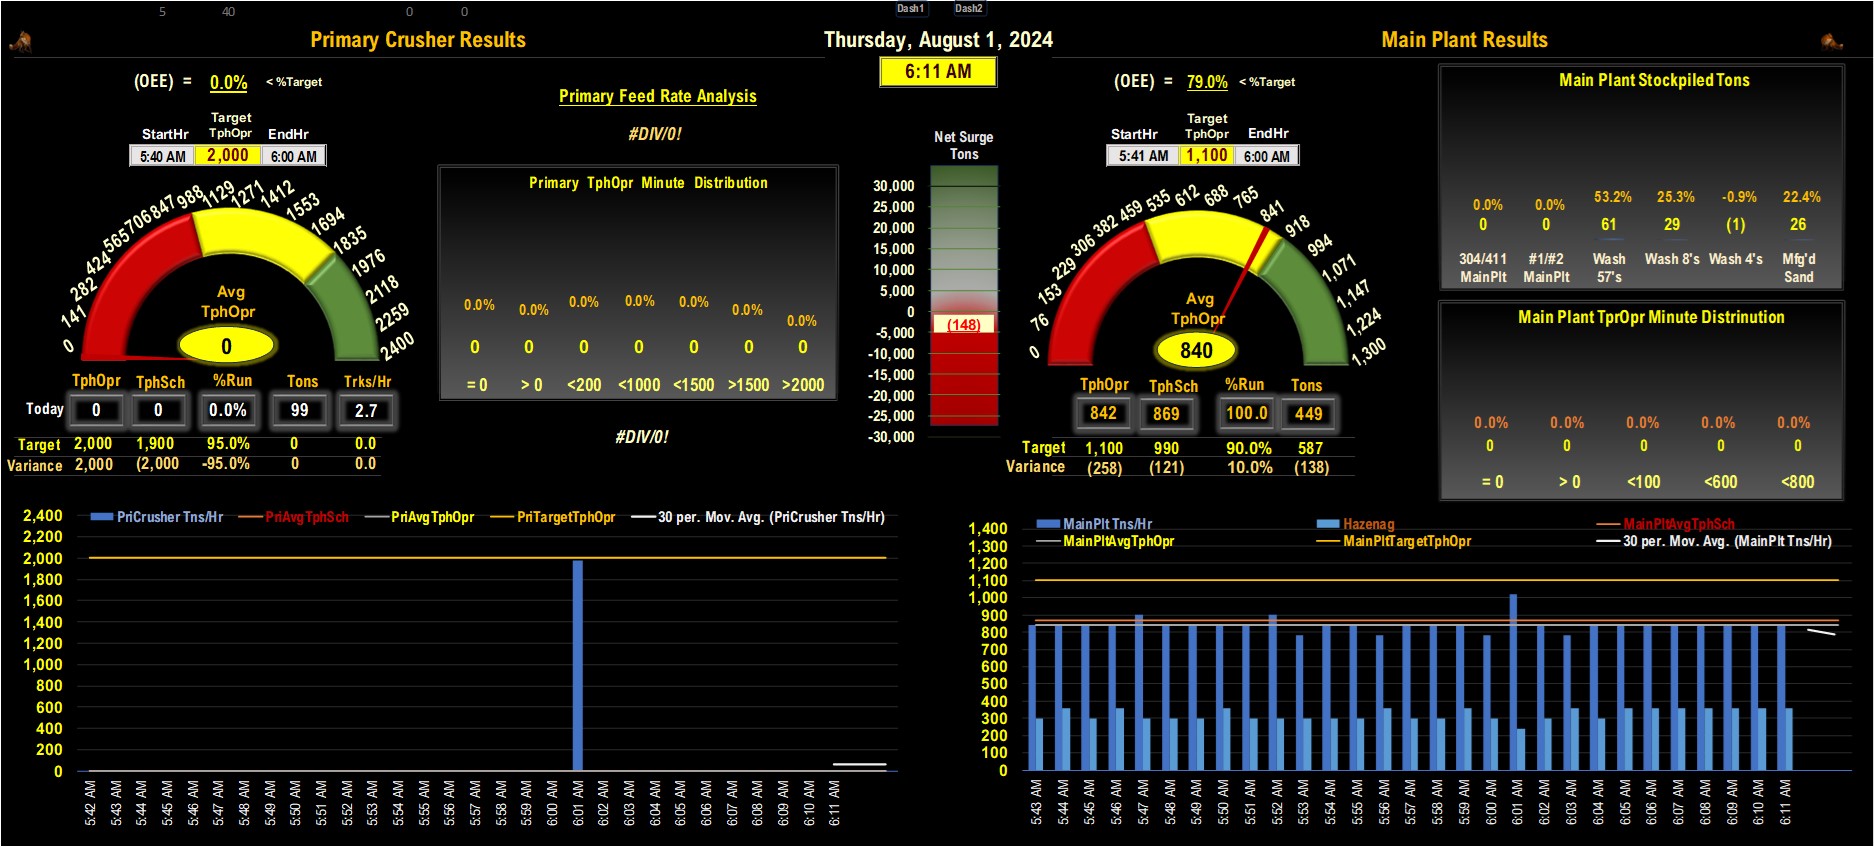 5 40 0 0 Dash1 Dash2
Primary Crusher Results
Thursday, August 1, 2024
Main Plant Results
6:11 AM
(OEE) = 0.0% < %Target
Target
StartHr TphOpr EndHr
5:40 AM 2,000 6:00 AM
0 141 282 424 565 706 847 988 1129 1271 1412 1553 1694 1835 1976 2118 2259 2400
Avg
TphOpr
0
TphOpr TphSch %Run Tons Trks/Hr
Today 0 0 0.0% 99 2.7
Target 2,000 1,900 95.0% 0 0.0
Variance 2,000 (2,000 -95.0% 0 0.0
Primary Feed Rate Analysis
#DIV/0!
Primary TphOpr Minute Distribution
0.0% 0.0% 0.0% 0.0% 0.0% 0.0% 0.0%
0 0 0 0 0 0 0
= 0 > 0 <200 <1000 <1500 >1500 >2000
#DIV/0!
Net Surge
Tons
30,000
25,000
20,000
15,000
10,000
5,000
0
(148)
-5,000
-10,000
-15,000
-20,000
-25,000
-30,000
(OEE) = 79.0% < %Target
Target
StartHr TphOpr EndHr
5:41 AM 1,100 6:00 AM
0 76 153 229 306 382 459 535 612 688 765 841 918 994 1,071 1,147 1,224 1,300
Avg
TphOpr
840
TphOpr TphSch %Run Tons
842 869 100.0 449
Target 1,100 990 90.0% 587
Variance (258) (121) 10.0% (138)
Main Plant Stockpiled Tons
0.0% 0.0% 53.2% 25.3% -0.9% 22.4%
0 0 61 29 (1) 26
304/411 #1/#2 Wash Wash 8's Wash 4's Mfg'd
MainPlt MainPlt 57's Sand
Main Plant TprOpr Minute Distrinution
0.0% 0.0% 0.0% 0.0% 0.0%
0 0 0 0 0
= 0 > 0 <100 <600 <800
PriCrusher Tns/Hr PriAvgTphSch PriAvgTphOpr PriTargetTphOpr 30 per. Mov. Avg. (PriCrusher Tns/Hr)
2,400
2,200
2,000
1,800
1,600
1,400
1,200
1,000
800
600
400
200
0
5:42 AM 5:43 AM 5:44 AM 5:45 AM 5:46 AM 5:47 AM 5:48 AM 5:49 AM 5:50 AM 5:51 AM 5:52 AM 5:53 AM 5:54 AM 5:55 AM 5:56 AM 5:57 AM 5:58 AM 5:59 AM 6:00 AM 6:01 AM 6:02 AM 6:03 AM 6:04 AM 6:05 AM 6:06 AM 6:07 AM 6:08 AM 6:09 AM 6:10 AM 6:11 AM
MainPlt Tns/Hr Hazenag MainPltAvgTphSch
MainPltAvgTphOpr MainPltTargetTphOpr 30 per. Mov. Avg. (MainPlt Tns/Hr)
1,400
1,300
1,200
1,100
1,000
900
800
700
600
500
400
300
200
100
0
5:43 AM 5:44 AM 5:45 AM 5:46 AM 5:47 AM 5:48 AM 5:49 AM 5:50 AM 5:51 AM 5:52 AM 5:53 AM 5:54 AM 5:55 AM 5:56 AM 5:57 AM 5:58 AM 5:59 AM 6:00 AM 6:01 AM 6:02 AM 6:03 AM 6:04 AM 6:05 AM 6:06 AM 6:07 AM 6:08 AM 6:09 AM 6:10 AM 6:11 AM